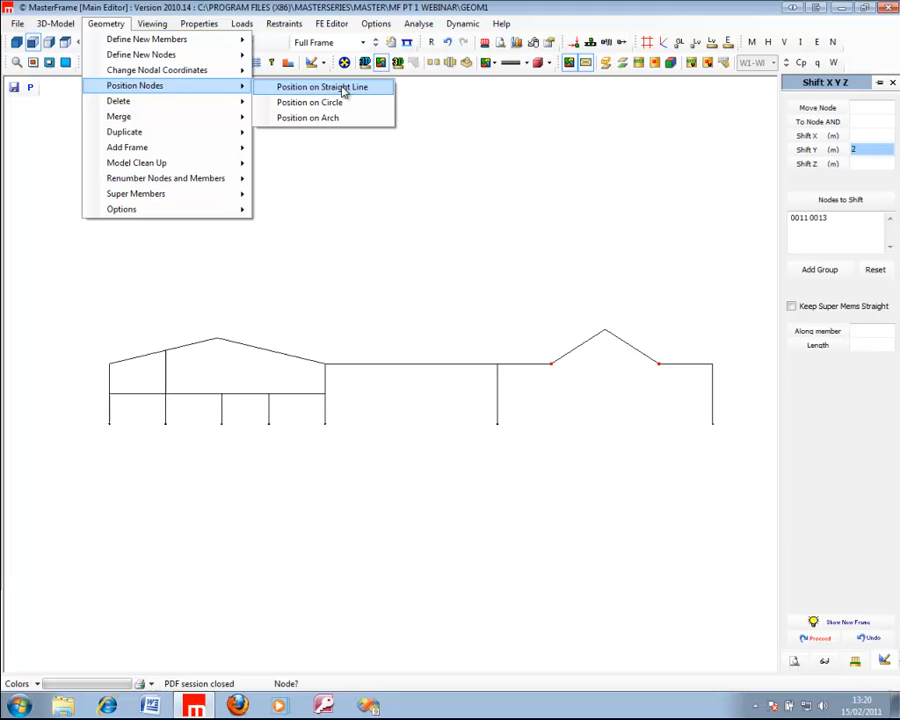 MasterFrame [Main Editor] : Version 2010.14 : C:\PROGRAM FILES (X86)\MASTERSERIES\MASTER\MF PT 1 WEBINAR\GEOM1
File 3D-Model Geometry Viewing Properties Loads Restraints FE Editor Options Analyse Dynamic Help
Full Frame R GL M H V I E N
W1-WI Cp q W
P
Define New Members
Define New Nodes
Change Nodal Coordinates
Position Nodes
Delete
Merge
Duplicate
Add Frame
Model Clean Up
Renumber Nodes and Members
Super Members
Options
Position on Straight Line
Position on Circle
Position on Arch
Shift X Y Z
Move Node
To Node AND
Shift X (m)
Shift Y (m) 2
Shift Z (m)
Nodes to Shift
0011 0013
Add Group Reset
Keep Super Mems Straight
Along member
Length
Show New Frame
Proceed Undo
Colors PDF session closed Node?
13:20
15/02/2011